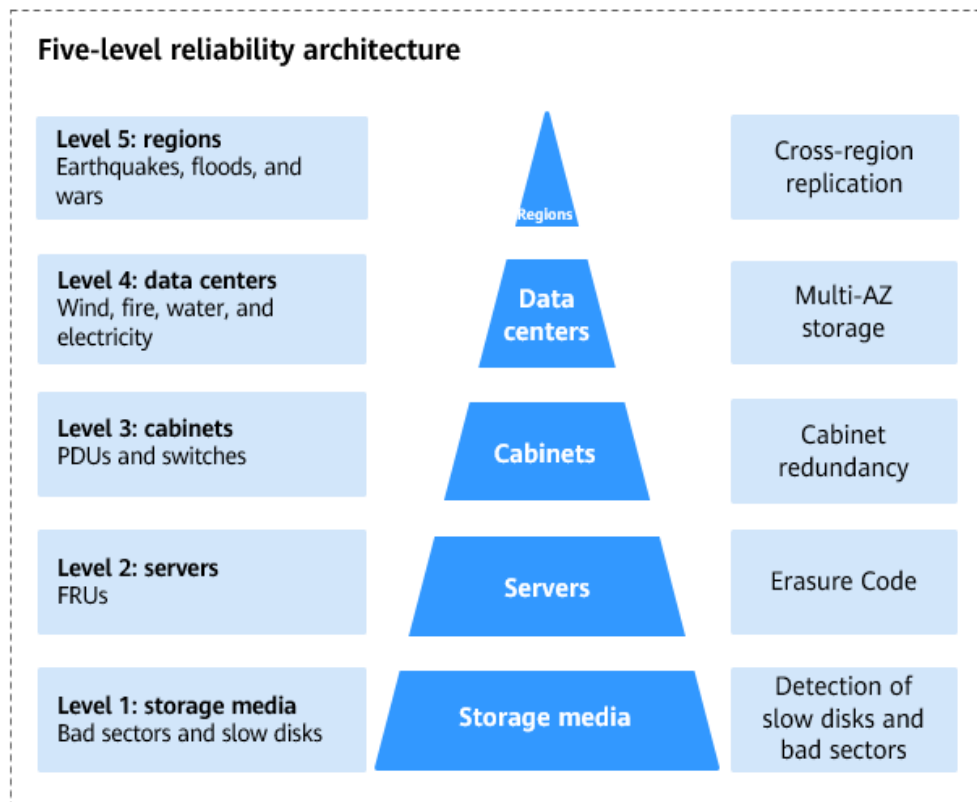 Five-level reliability architecture
Level 5: regions
Earthquakes, floods, and
wars
Regions
Cross-region
replication
Level 4: data centers
Wind, fire, water, and
electricity
Data
centers
Multi-AZ
storage
Level 3: cabinets
PDUs and switches
Cabinets
Cabinet
redundancy
Level 2: servers
FRUs
Servers
Erasure Code
Level 1: storage media
Bad sectors and slow disks
Storage media
Detection of
slow disks and
bad sectors